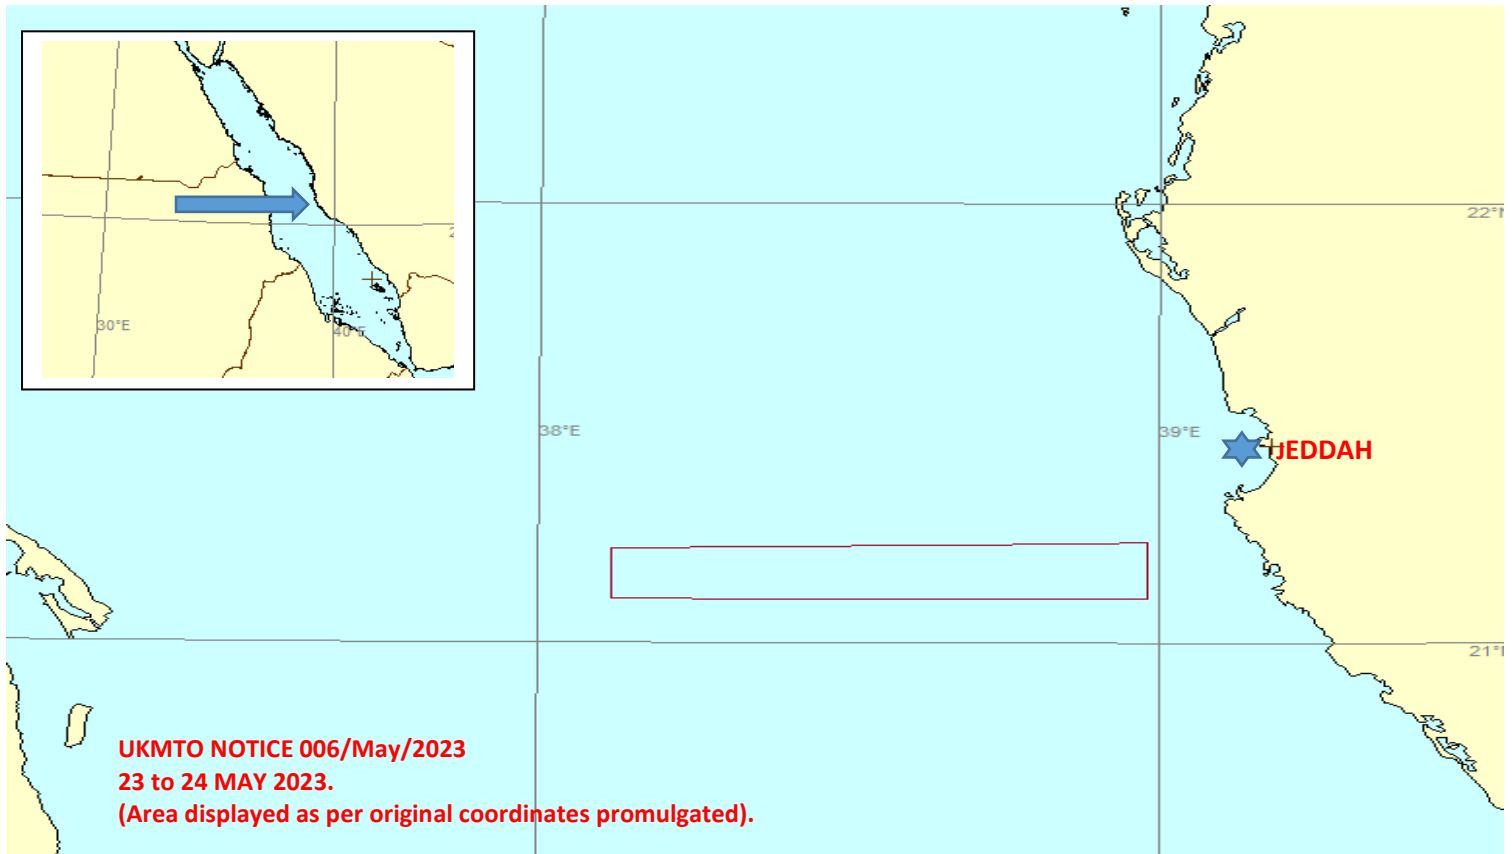 30°E
40°E
2
22°N
38°E
39°E
JEDDAH
21°N
UKMTO NOTICE 006/May/2023
23 to 24 MAY 2023.
(Area displayed as per original coordinates promulgated).